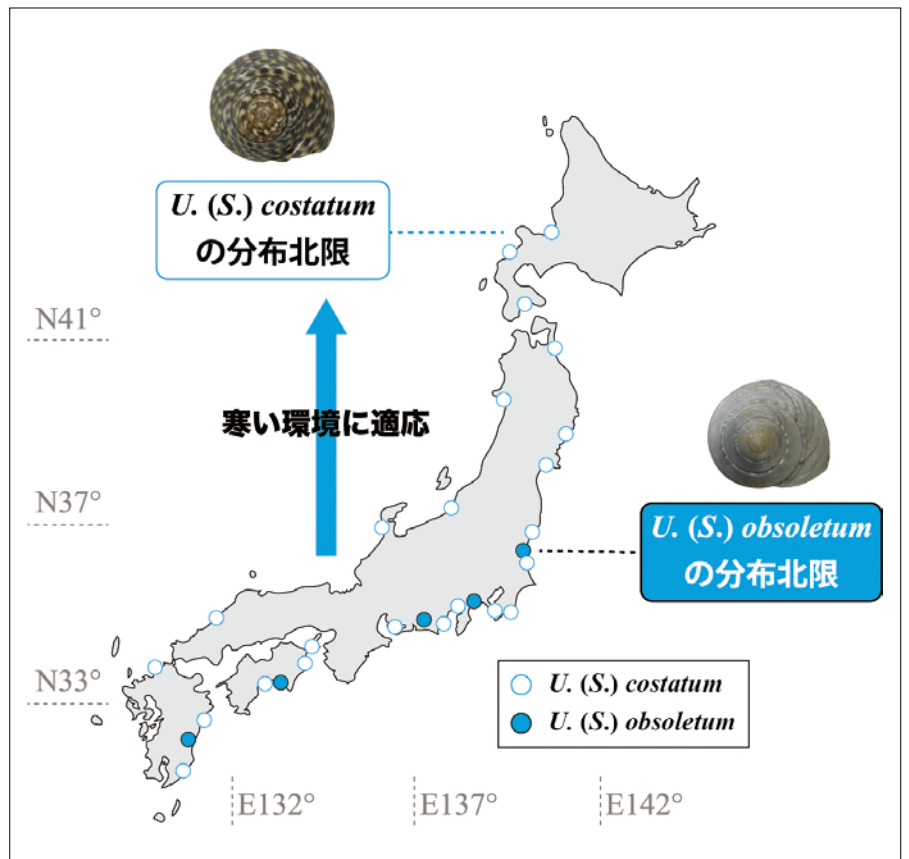 U. (S.) costatum
の分布北限
N41°
寒い環境に適応
N37°
U. (S.) obsoletum
の分布北限
N33°
U. (S.) costatum
U. (S.) obsoletum
E132°
E137°
E142°